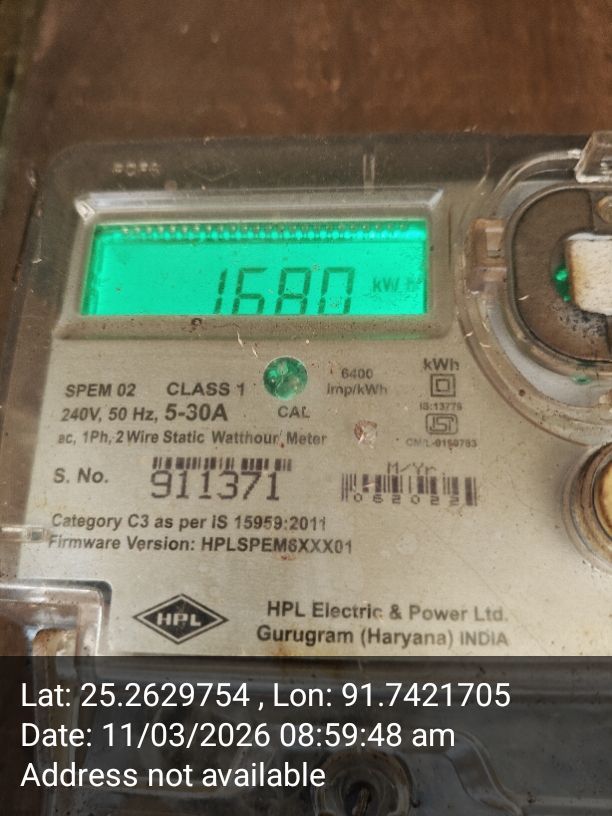 1680 kWh
SPEM 02 CLASS 1
240V, 50 Hz, 5-30A
CAL
6400
imp/kWh
kWh
IS:13779
ISI
ac, 1Ph, 2 Wire Static Watthour Meter
S. No. 911371
M/Yr.
062022
Category C3 as per IS 15959:2011
Firmware Version: HPLSPEM6XXX01
HPL
HPL Electric & Power Ltd.
Gurugram (Haryana) INDIA
Lat: 25.2629754 , Lon: 91.7421705
Date: 11/03/2026 08:59:48 am
Address not available